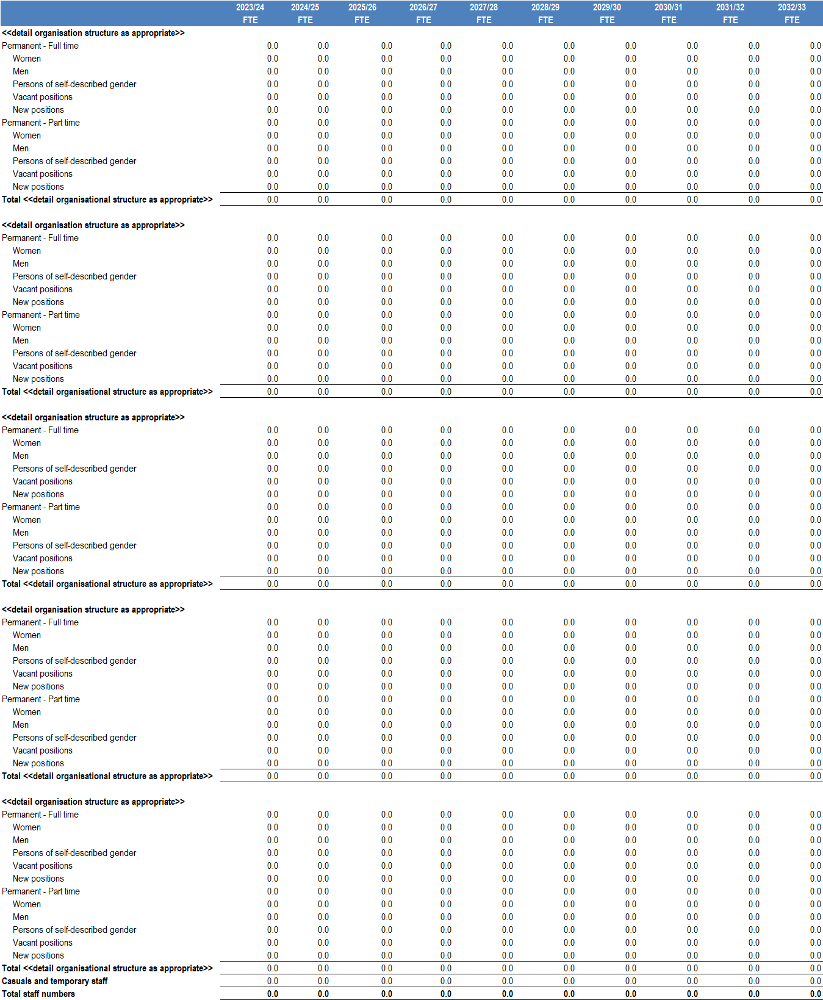 2023/24 2024/25 2025/26 2026/27 2027/28 2028/29 2029/30 2030/31 2031/32 2032/33
FTE FTE FTE FTE FTE FTE FTE FTE FTE FTE
<<detail organisation structure as appropriate>>
Permanent - Full time 0.0 0.0 0.0 0.0 0.0 0.0 0.0 0.0 0.0 0.0
Women 0.0 0.0 0.0 0.0 0.0 0.0 0.0 0.0 0.0 0.0
Men 0.0 0.0 0.0 0.0 0.0 0.0 0.0 0.0 0.0 0.0
Persons of self-described gender 0.0 0.0 0.0 0.0 0.0 0.0 0.0 0.0 0.0 0.0
Vacant positions 0.0 0.0 0.0 0.0 0.0 0.0 0.0 0.0 0.0 0.0
New positions 0.0 0.0 0.0 0.0 0.0 0.0 0.0 0.0 0.0 0.0
Permanent - Part time 0.0 0.0 0.0 0.0 0.0 0.0 0.0 0.0 0.0 0.0
Women 0.0 0.0 0.0 0.0 0.0 0.0 0.0 0.0 0.0 0.0
Men 0.0 0.0 0.0 0.0 0.0 0.0 0.0 0.0 0.0 0.0
Persons of self-described gender 0.0 0.0 0.0 0.0 0.0 0.0 0.0 0.0 0.0 0.0
Vacant positions 0.0 0.0 0.0 0.0 0.0 0.0 0.0 0.0 0.0 0.0
New positions 0.0 0.0 0.0 0.0 0.0 0.0 0.0 0.0 0.0 0.0
Total <<detail organisational structure as appropriate>> 0.0 0.0 0.0 0.0 0.0 0.0 0.0 0.0 0.0 0.0
<<detail organisation structure as appropriate>>
Permanent - Full time 0.0 0.0 0.0 0.0 0.0 0.0 0.0 0.0 0.0 0.0
Women 0.0 0.0 0.0 0.0 0.0 0.0 0.0 0.0 0.0 0.0
Men 0.0 0.0 0.0 0.0 0.0 0.0 0.0 0.0 0.0 0.0
Persons of self-described gender 0.0 0.0 0.0 0.0 0.0 0.0 0.0 0.0 0.0 0.0
Vacant positions 0.0 0.0 0.0 0.0 0.0 0.0 0.0 0.0 0.0 0.0
New positions 0.0 0.0 0.0 0.0 0.0 0.0 0.0 0.0 0.0 0.0
Permanent - Part time 0.0 0.0 0.0 0.0 0.0 0.0 0.0 0.0 0.0 0.0
Women 0.0 0.0 0.0 0.0 0.0 0.0 0.0 0.0 0.0 0.0
Men 0.0 0.0 0.0 0.0 0.0 0.0 0.0 0.0 0.0 0.0
Persons of self-described gender 0.0 0.0 0.0 0.0 0.0 0.0 0.0 0.0 0.0 0.0
Vacant positions 0.0 0.0 0.0 0.0 0.0 0.0 0.0 0.0 0.0 0.0
New positions 0.0 0.0 0.0 0.0 0.0 0.0 0.0 0.0 0.0 0.0
Total <<detail organisational structure as appropriate>> 0.0 0.0 0.0 0.0 0.0 0.0 0.0 0.0 0.0 0.0
<<detail organisation structure as appropriate>>
Permanent - Full time 0.0 0.0 0.0 0.0 0.0 0.0 0.0 0.0 0.0 0.0
Women 0.0 0.0 0.0 0.0 0.0 0.0 0.0 0.0 0.0 0.0
Men 0.0 0.0 0.0 0.0 0.0 0.0 0.0 0.0 0.0 0.0
Persons of self-described gender 0.0 0.0 0.0 0.0 0.0 0.0 0.0 0.0 0.0 0.0
Vacant positions 0.0 0.0 0.0 0.0 0.0 0.0 0.0 0.0 0.0 0.0
New positions 0.0 0.0 0.0 0.0 0.0 0.0 0.0 0.0 0.0 0.0
Permanent - Part time 0.0 0.0 0.0 0.0 0.0 0.0 0.0 0.0 0.0 0.0
Women 0.0 0.0 0.0 0.0 0.0 0.0 0.0 0.0 0.0 0.0
Men 0.0 0.0 0.0 0.0 0.0 0.0 0.0 0.0 0.0 0.0
Persons of self-described gender 0.0 0.0 0.0 0.0 0.0 0.0 0.0 0.0 0.0 0.0
Vacant positions 0.0 0.0 0.0 0.0 0.0 0.0 0.0 0.0 0.0 0.0
New positions 0.0 0.0 0.0 0.0 0.0 0.0 0.0 0.0 0.0 0.0
Total <<detail organisational structure as appropriate>> 0.0 0.0 0.0 0.0 0.0 0.0 0.0 0.0 0.0 0.0
<<detail organisation structure as appropriate>>
Permanent - Full time 0.0 0.0 0.0 0.0 0.0 0.0 0.0 0.0 0.0 0.0
Women 0.0 0.0 0.0 0.0 0.0 0.0 0.0 0.0 0.0 0.0
Men 0.0 0.0 0.0 0.0 0.0 0.0 0.0 0.0 0.0 0.0
Persons of self-described gender 0.0 0.0 0.0 0.0 0.0 0.0 0.0 0.0 0.0 0.0
Vacant positions 0.0 0.0 0.0 0.0 0.0 0.0 0.0 0.0 0.0 0.0
New positions 0.0 0.0 0.0 0.0 0.0 0.0 0.0 0.0 0.0 0.0
Permanent - Part time 0.0 0.0 0.0 0.0 0.0 0.0 0.0 0.0 0.0 0.0
Women 0.0 0.0 0.0 0.0 0.0 0.0 0.0 0.0 0.0 0.0
Men 0.0 0.0 0.0 0.0 0.0 0.0 0.0 0.0 0.0 0.0
Persons of self-described gender 0.0 0.0 0.0 0.0 0.0 0.0 0.0 0.0 0.0 0.0
Vacant positions 0.0 0.0 0.0 0.0 0.0 0.0 0.0 0.0 0.0 0.0
New positions 0.0 0.0 0.0 0.0 0.0 0.0 0.0 0.0 0.0 0.0
Total <<detail organisational structure as appropriate>> 0.0 0.0 0.0 0.0 0.0 0.0 0.0 0.0 0.0 0.0
<<detail organisation structure as appropriate>>
Permanent - Full time 0.0 0.0 0.0 0.0 0.0 0.0 0.0 0.0 0.0 0.0
Women 0.0 0.0 0.0 0.0 0.0 0.0 0.0 0.0 0.0 0.0
Men 0.0 0.0 0.0 0.0 0.0 0.0 0.0 0.0 0.0 0.0
Persons of self-described gender 0.0 0.0 0.0 0.0 0.0 0.0 0.0 0.0 0.0 0.0
Vacant positions 0.0 0.0 0.0 0.0 0.0 0.0 0.0 0.0 0.0 0.0
New positions 0.0 0.0 0.0 0.0 0.0 0.0 0.0 0.0 0.0 0.0
Permanent - Part time 0.0 0.0 0.0 0.0 0.0 0.0 0.0 0.0 0.0 0.0
Women 0.0 0.0 0.0 0.0 0.0 0.0 0.0 0.0 0.0 0.0
Men 0.0 0.0 0.0 0.0 0.0 0.0 0.0 0.0 0.0 0.0
Persons of self-described gender 0.0 0.0 0.0 0.0 0.0 0.0 0.0 0.0 0.0 0.0
Vacant positions 0.0 0.0 0.0 0.0 0.0 0.0 0.0 0.0 0.0 0.0
New positions 0.0 0.0 0.0 0.0 0.0 0.0 0.0 0.0 0.0 0.0
Total <<detail organisational structure as appropriate>> 0.0 0.0 0.0 0.0 0.0 0.0 0.0 0.0 0.0 0.0
Casuals and temporary staff 0.0 0.0 0.0 0.0 0.0 0.0 0.0 0.0 0.0 0.0
Total staff numbers 0.0 0.0 0.0 0.0 0.0 0.0 0.0 0.0 0.0 0.0